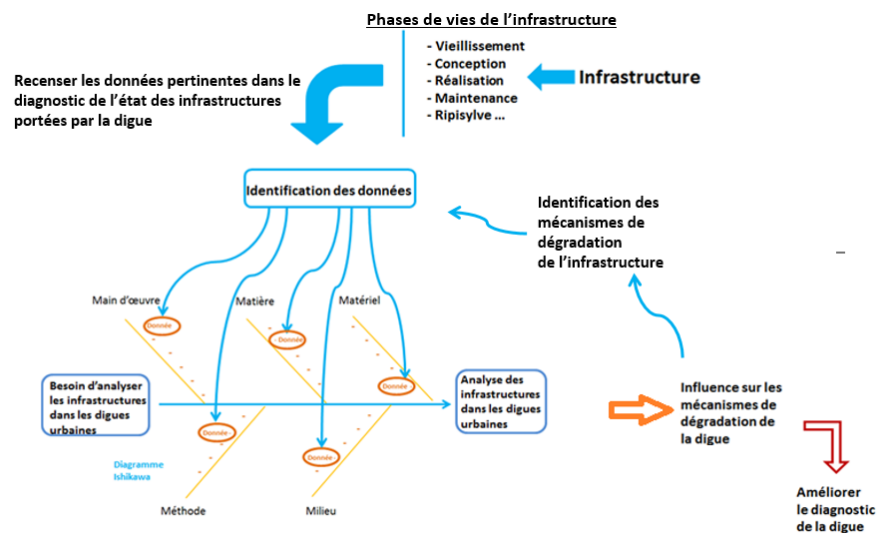 Phases de vies de l'infrastructure
- Vieillissement
- Conception
- Réalisation
- Maintenance
- Ripisylve ...
Infrastructure
Recenser les données pertinentes dans le
diagnostic de l'état des infrastructures
portées par la digue
Identification des données
Identification des
mécanismes de
dégradation
de l'infrastructure
Main d'œuvre
Matière
Matériel
Donnée
- Donnée
Donnée
Besoin d'analyser
les infrastructures
dans les digues
urbaines
Analyse des
infrastructures
dans les digues
urbaines
Influence sur les
mécanismes de
dégradation de
la digue
Donnée-
Donnée-
Diagramme
Ishikawa
Méthode
Milieu
Améliorer
le diagnostic
de la digue